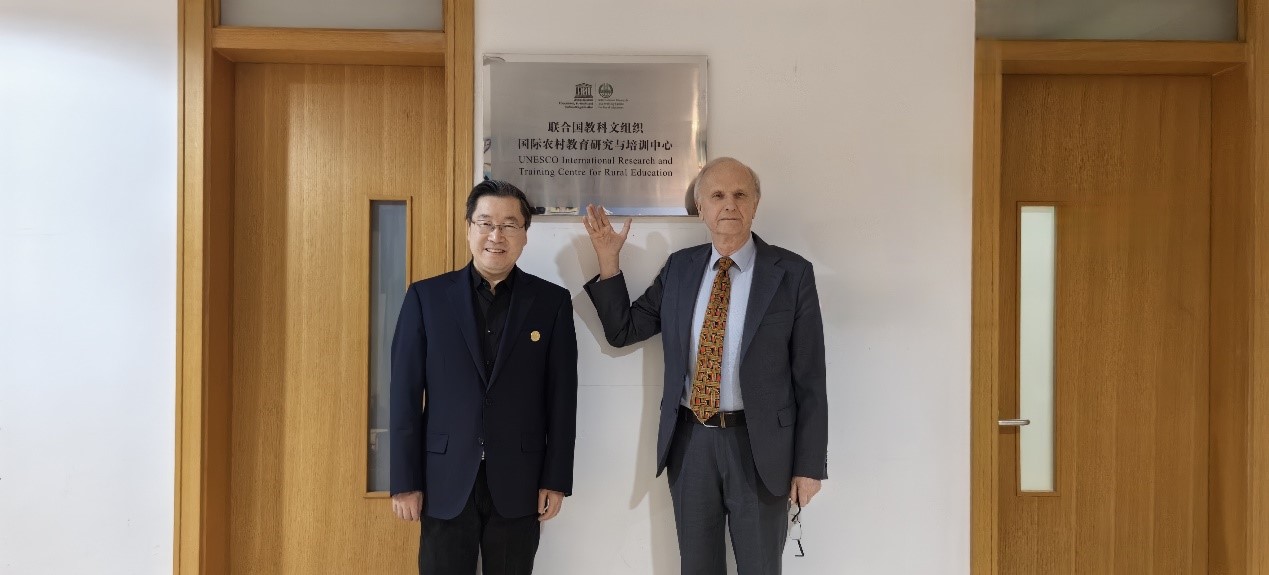 联合国教科文组织
国际农村教育研究与培训中心
UNESCO International Research and
Training Centre for Rural Education